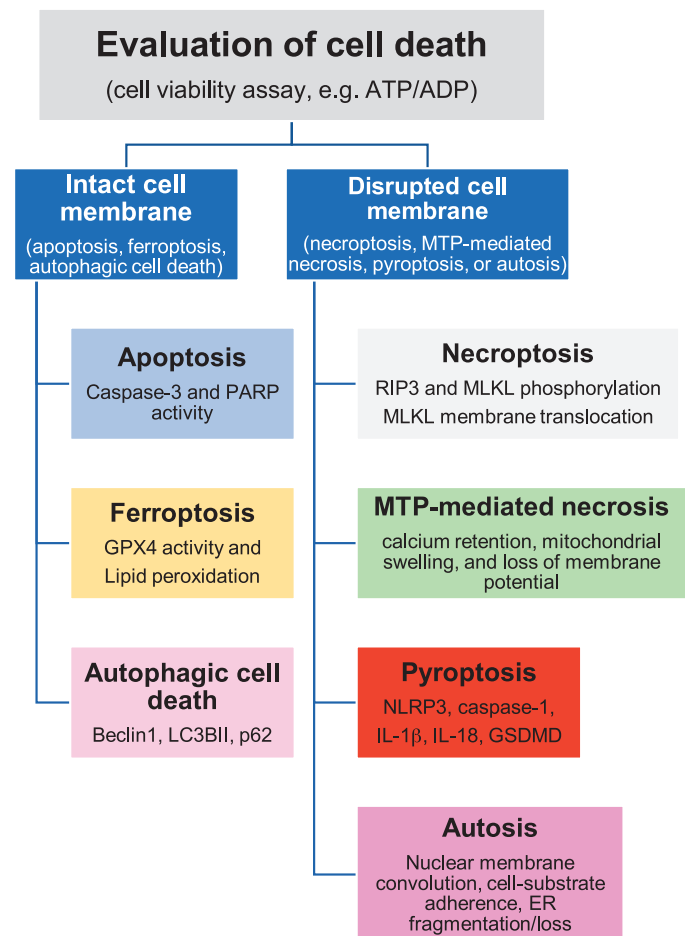 Evaluation of cell death
(cell viability assay, e.g. ATP/ADP)
Intact cell
membrane
(apoptosis, ferroptosis,
autophagic cell death)
Disrupted cell
membrane
(necroptosis, MTP-mediated
necrosis, pyroptosis, or autosis)
Apoptosis
Caspase-3 and PARP
activity
Ferroptosis
GPX4 activity and
Lipid peroxidation
Autophagic cell
death
Beclin1, LC3BII, p62
Necroptosis
RIP3 and MLKL phosphorylation
MLKL membrane translocation
MTP-mediated necrosis
calcium retention, mitochondrial
swelling, and loss of membrane
potential
Pyroptosis
NLRP3, caspase-1,
IL-1β, IL-18, GSDMD
Autosis
Nuclear membrane
convolution, cell-substrate
adherence, ER
fragmentation/loss